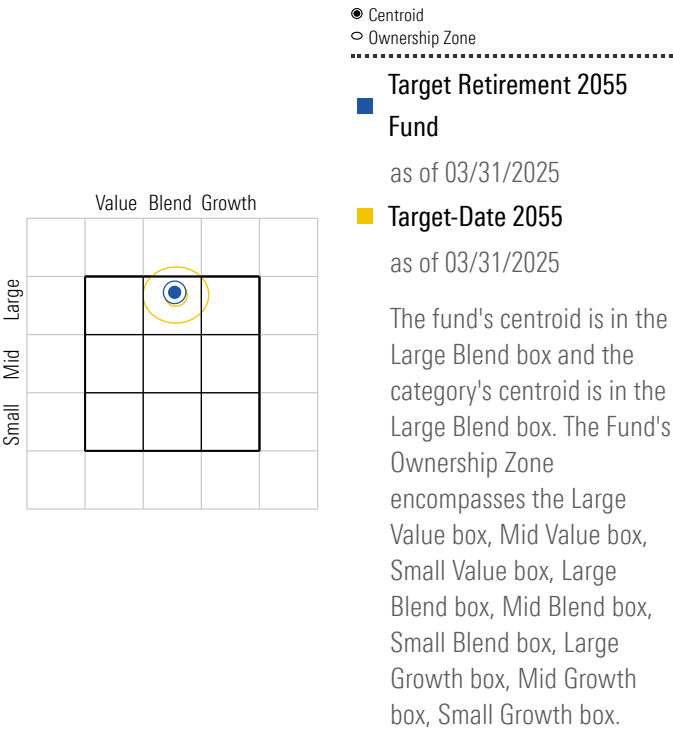 Centroid
Ownership Zone
Target Retirement 2055
Fund
as of 03/31/2025
Target-Date 2055
as of 03/31/2025
The fund's centroid is in the
Large Blend box and the
category's centroid is in the
Large Blend box. The Fund's
Ownership Zone
encompasses the Large
Value box, Mid Value box,
Small Value box, Large
Blend box, Mid Blend box,
Small Blend box, Large
Growth box, Mid Growth
box, Small Growth box.
Value Blend Growth
Large
Mid
Small